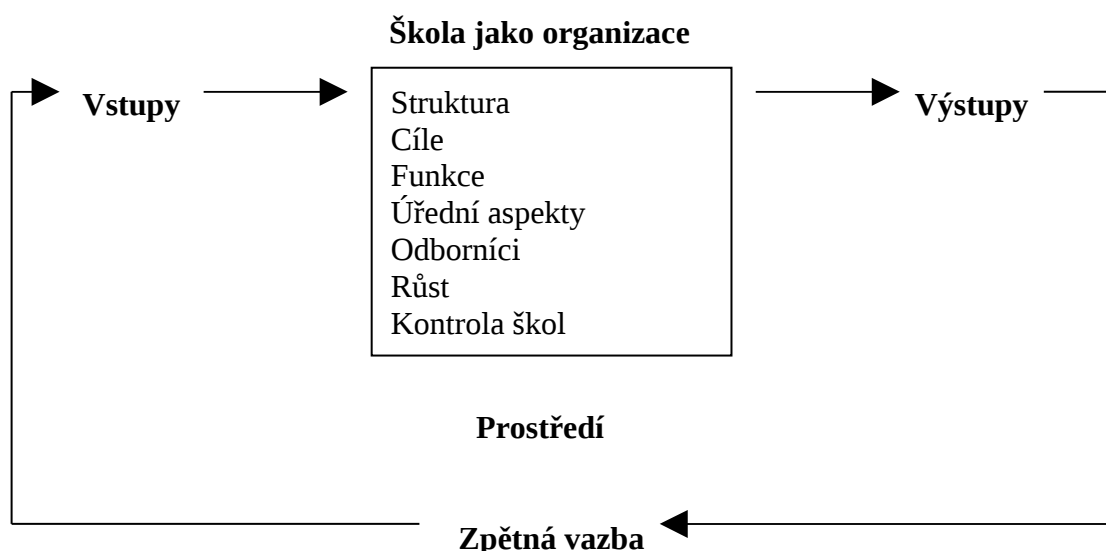 Škola jako organizace
Vstupy
Struktura
Cíle
Funkce
Úřední aspekty
Odborníci
Růst
Kontrola škol
Výstupy
Prostředí
Zpětná vazba